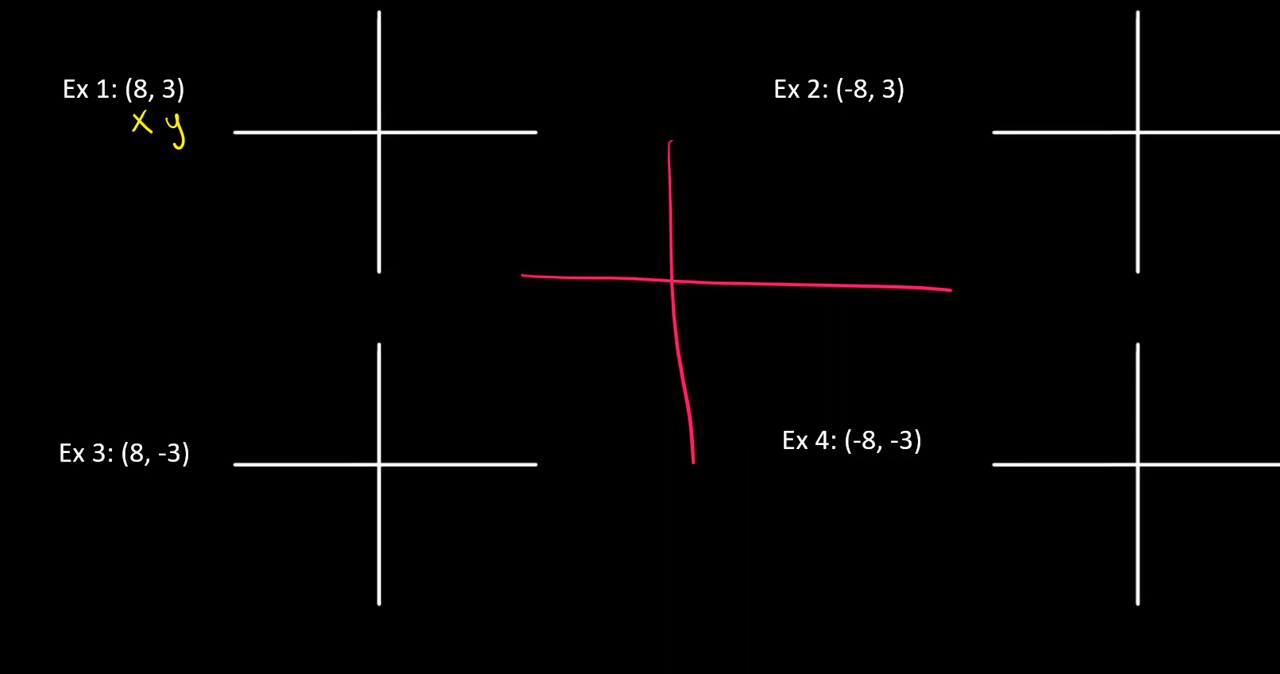 Ex 1: (8, 3)
x y
Ex 2: (-8, 3)
Ex 3: (8, -3)
Ex 4: (-8, -3)